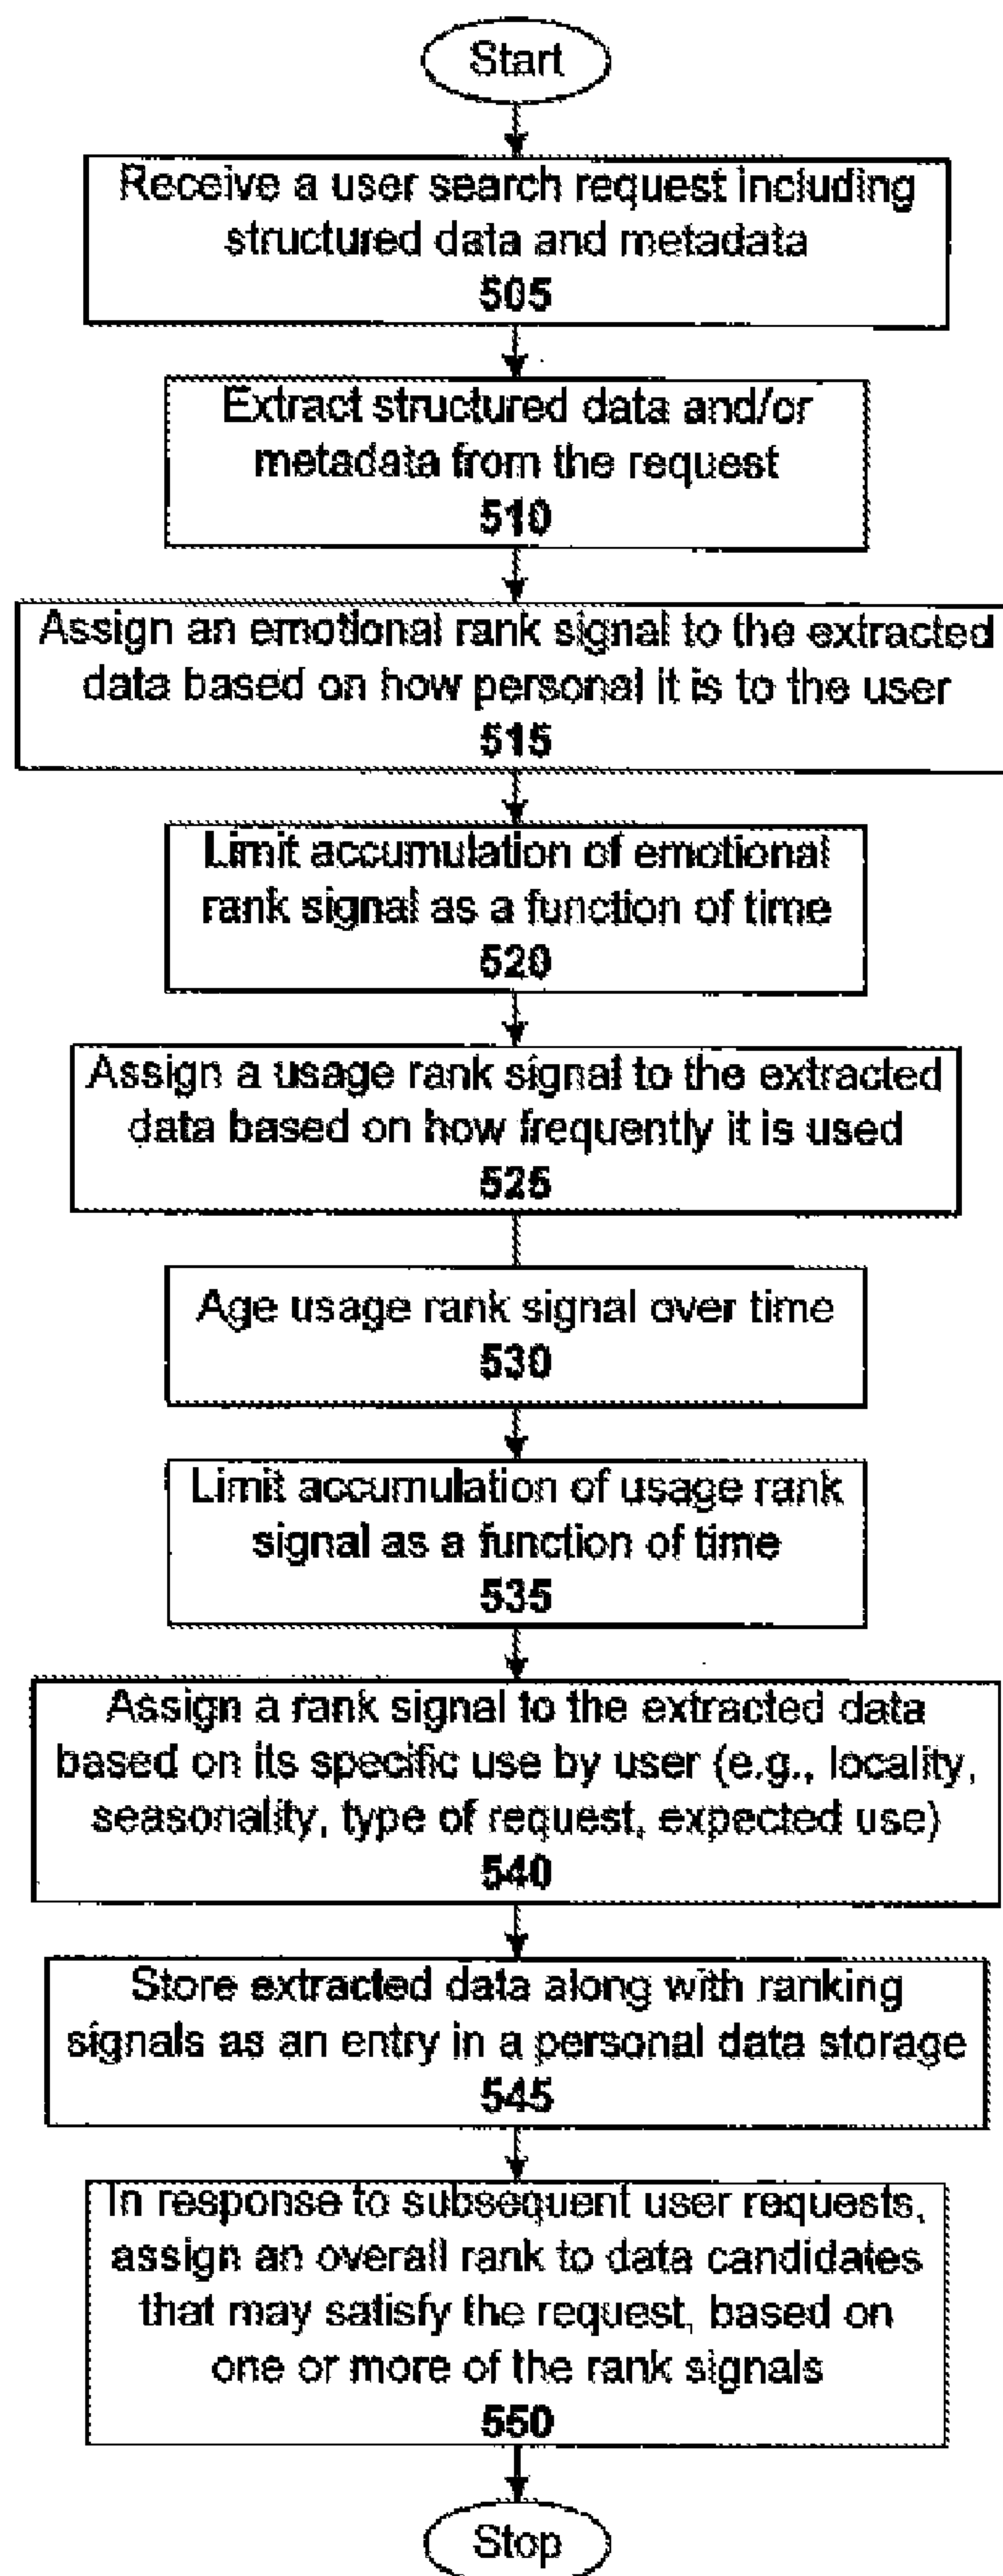 Start
Receive a user search request including
structured data and metadata
505
Extract structured data and/or
metadata from the request
510
Assign an emotional rank signal to the extracted
data based on how personal it is to the user
515
Limit accumulation of emotional
rank signal as a function of time
520
Assign a usage rank signal to the extracted
data based on how frequently it is used
525
Age usage rank signal over time
530
Limit accumulation of usage rank
signal as a function of time
535
Assign a rank signal to the extracted data
based on its specific use by user (e.g., locality,
seasonality, type of request, expected use)
540
Store extracted data along with ranking
signals as an entry in a personal data storage
545
In response to subsequent user requests,
assign an overall rank to data candidates
that may satisfy the request, based on
one or more of the rank signals
550
Stop